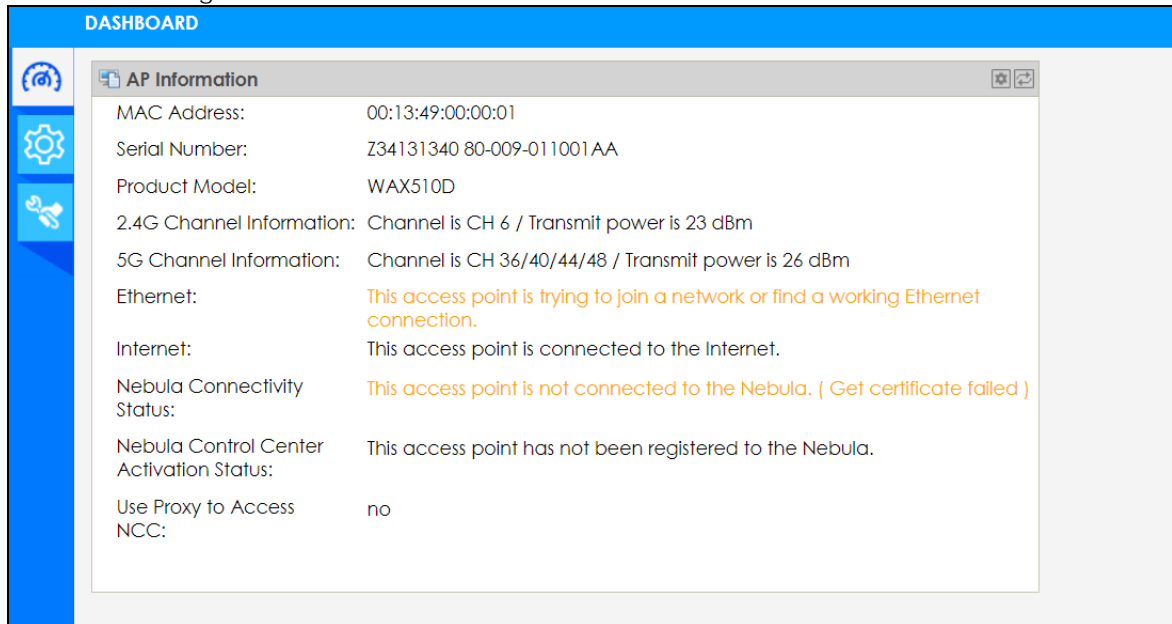 DASHBOARD
AP Information
MAC Address: 00:13:49:00:00:01
Serial Number: Z34131340 80-009-011001AA
Product Model: WAX510D
2.4G Channel Information: Channel is CH 6 / Transmit power is 23 dBm
5G Channel Information: Channel is CH 36/40/44/48 / Transmit power is 26 dBm
Ethernet: This access point is trying to join a network or find a working Ethernet
connection.
Internet: This access point is connected to the Internet.
Nebula Connectivity
Status:
This access point is not connected to the Nebula. ( Get certificate failed )
Nebula Control Center
Activation Status:
This access point has not been registered to the Nebula.
Use Proxy to Access
NCC:
no